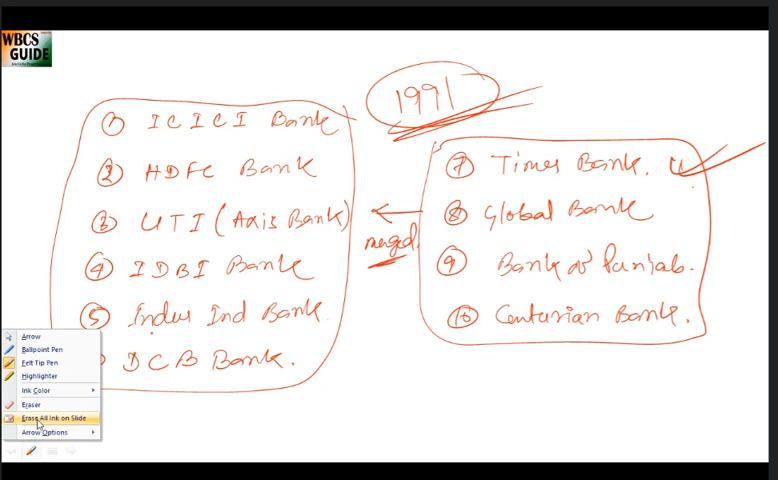 WBCS
GUIDE
1991
① ICICI Bank
② HDFC Bank
③ UTI (Axis Bank)
④ IDBI Bank
⑤ Indus Ind Bank
DCB Bank.
merged
⑦ Times Bank.
⑧ Global Bank
⑨ Bank of Punjab.
⑩ Centurian Bank.
Arrow
Ballpoint Pen
Felt Tip Pen
Highlighter
Ink Color
Eraser
Erase All Ink on Slide
Arrow Options